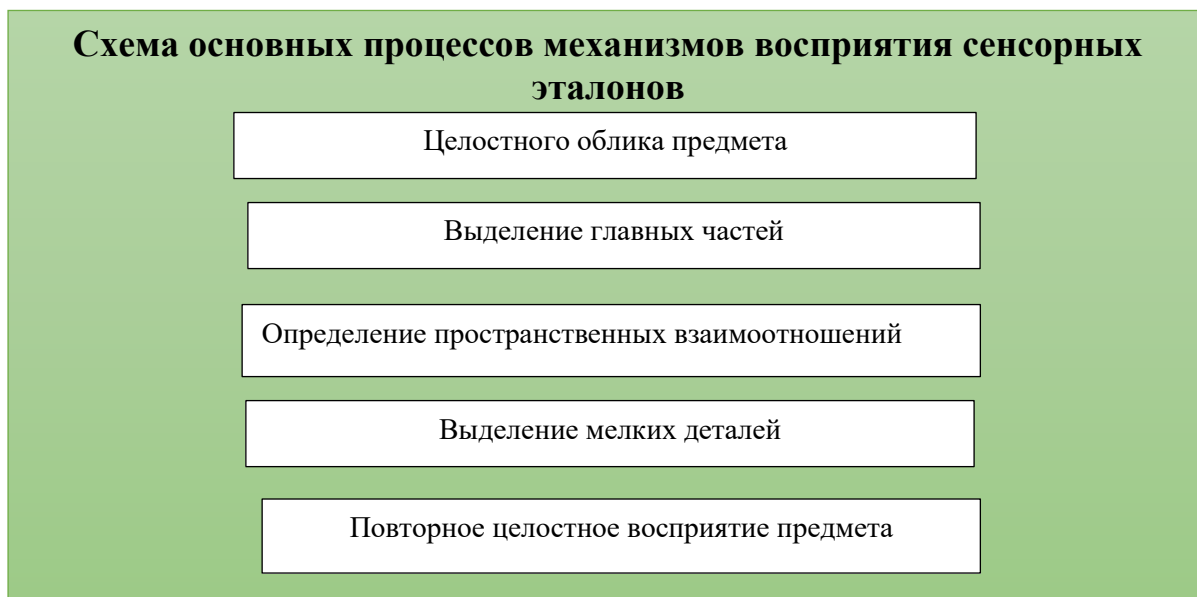 Схема основных процессов механизмов восприятия сенсорных
эталонов
Целостного облика предмета
Выделение главных частей
Определение пространственных взаимоотношений
Выделение мелких деталей
Повторное целостное восприятие предмета